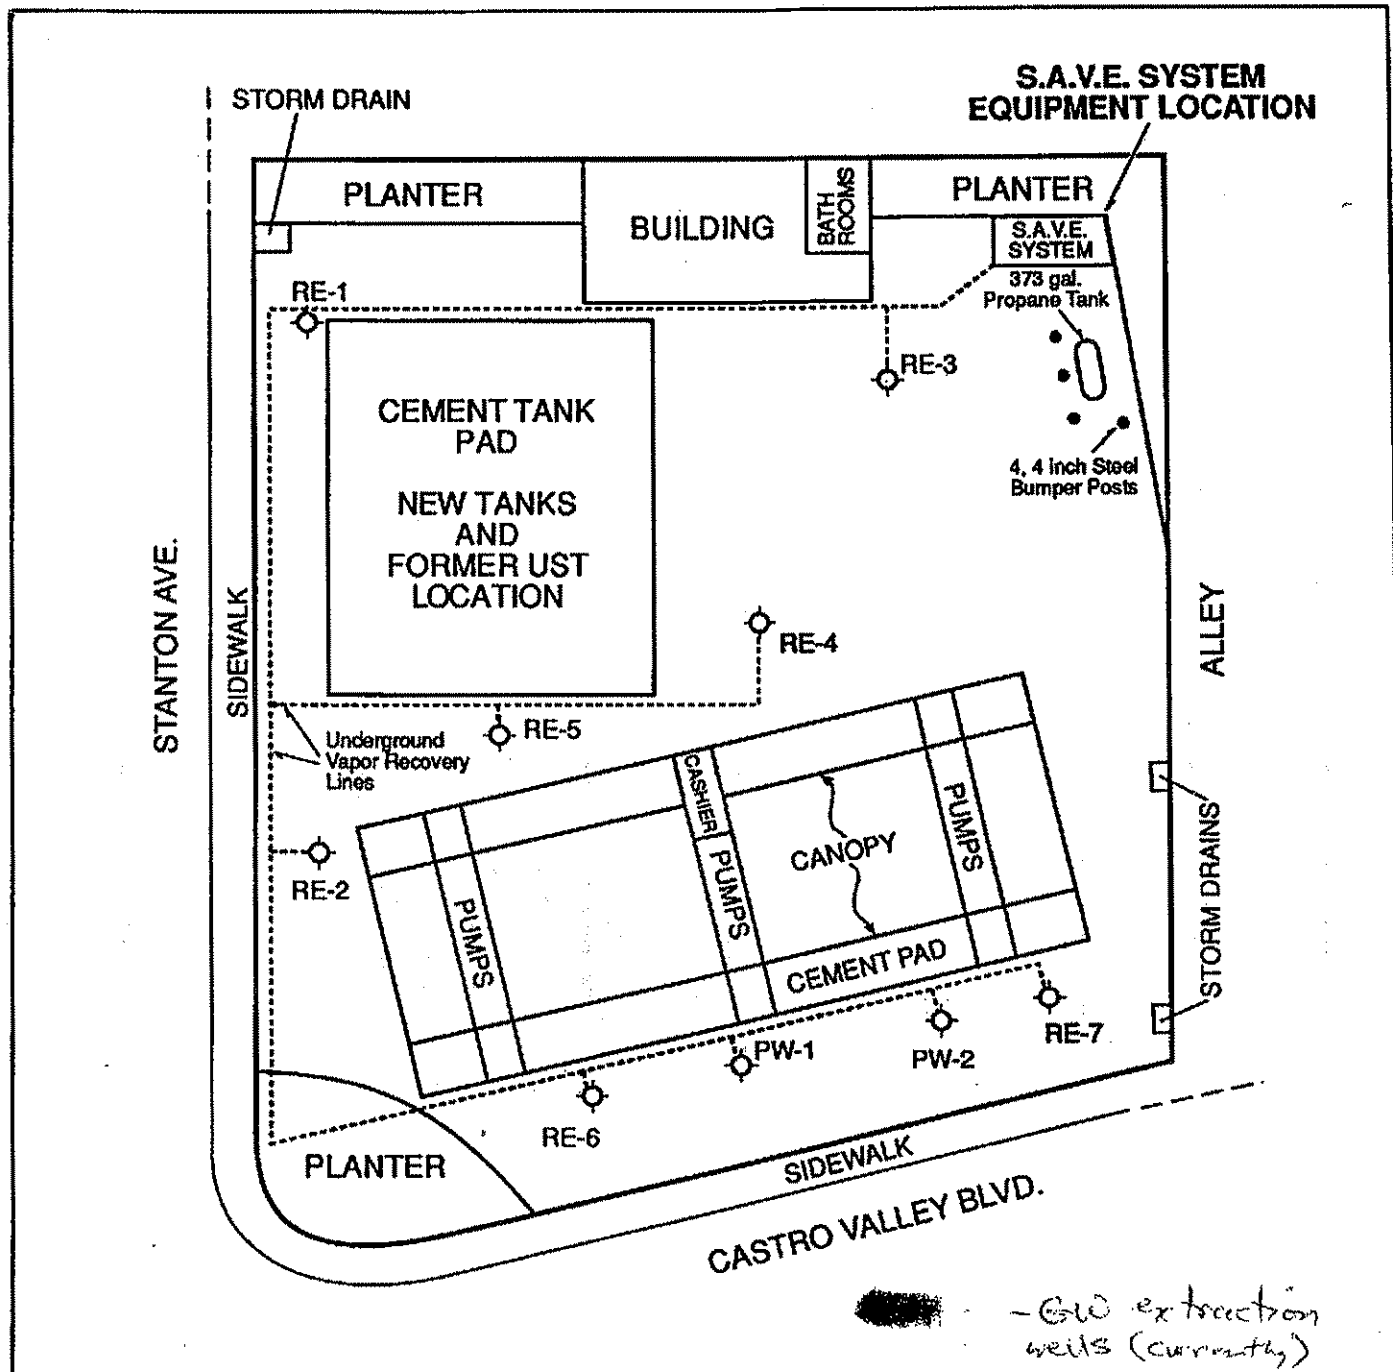 S.A.V.E. SYSTEM
EQUIPMENT LOCATION
STORM DRAIN
PLANTER
BUILDING
BATH
ROOMS
PLANTER
S.A.V.E.
SYSTEM
373 gal.
Propane Tank
RE-1
RE-3
CEMENT TANK
PAD
NEW TANKS
AND
FORMER UST
LOCATION
4, 4 inch Steel
Bumper Posts
STANTON AVE.
SIDEWALK
RE-4
ALLEY
RE-5
Underground
Vapor Recovery
Lines
CASHIER
PUMPS
PUMPS
CANOPY
STORM DRAINS
RE-2
PUMPS
CEMENT PAD
RE-7
PW-1
PW-2
RE-6
PLANTER
SIDEWALK
CASTRO VALLEY BLVD.
- GW extraction
wells (currently)